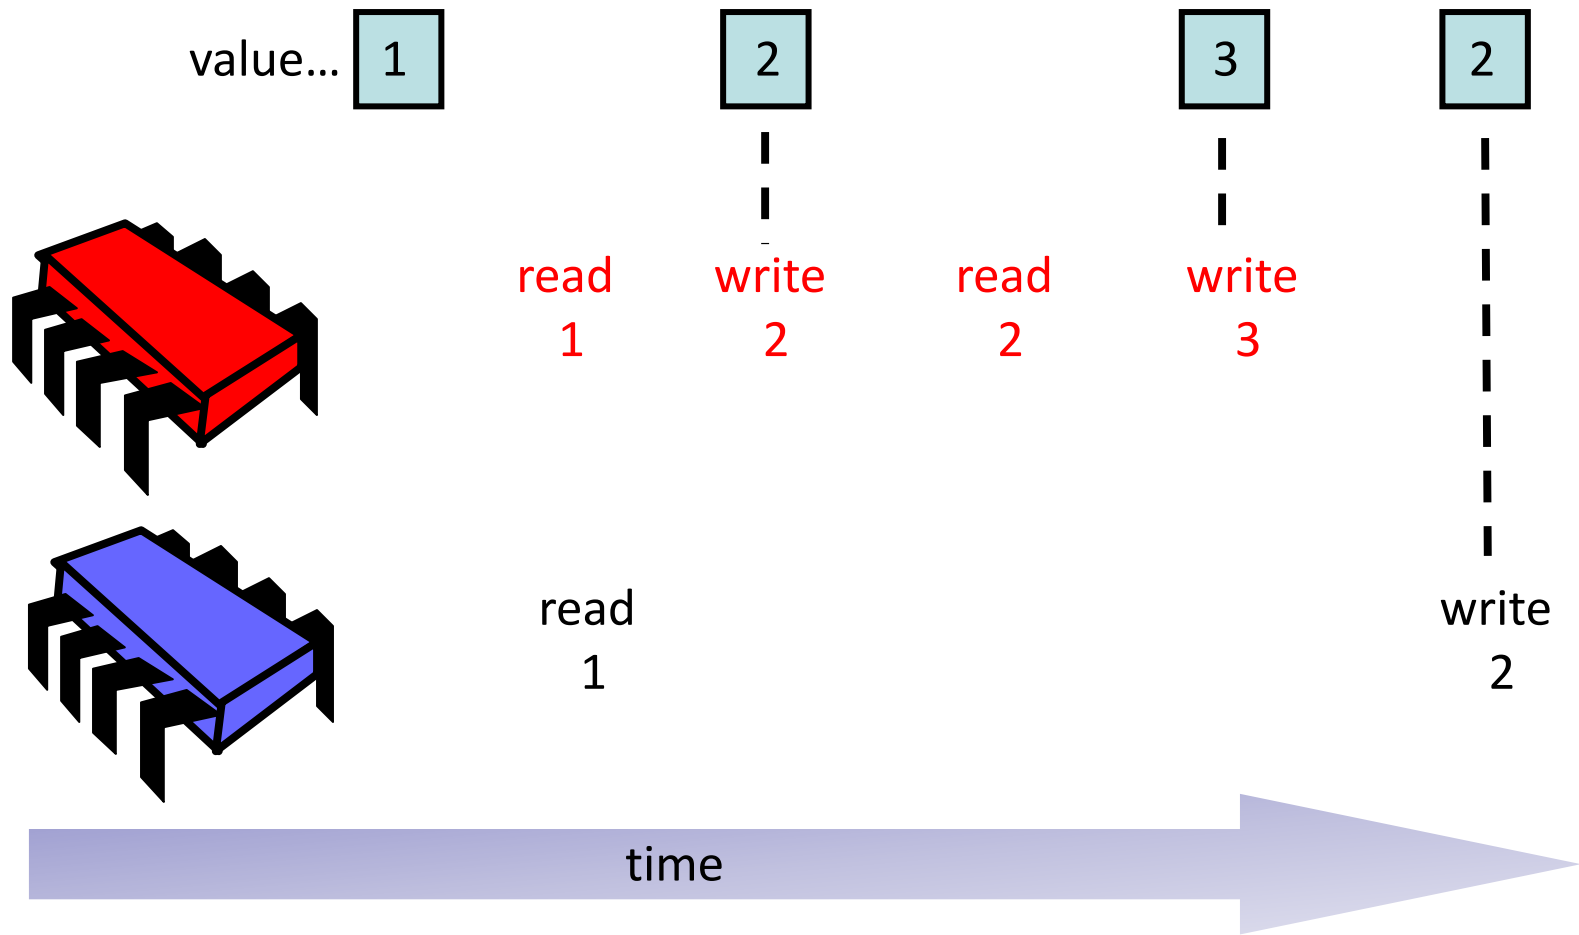 value... 1 2 3 2
read write read write
1 2 2 3
read write
1 2
time